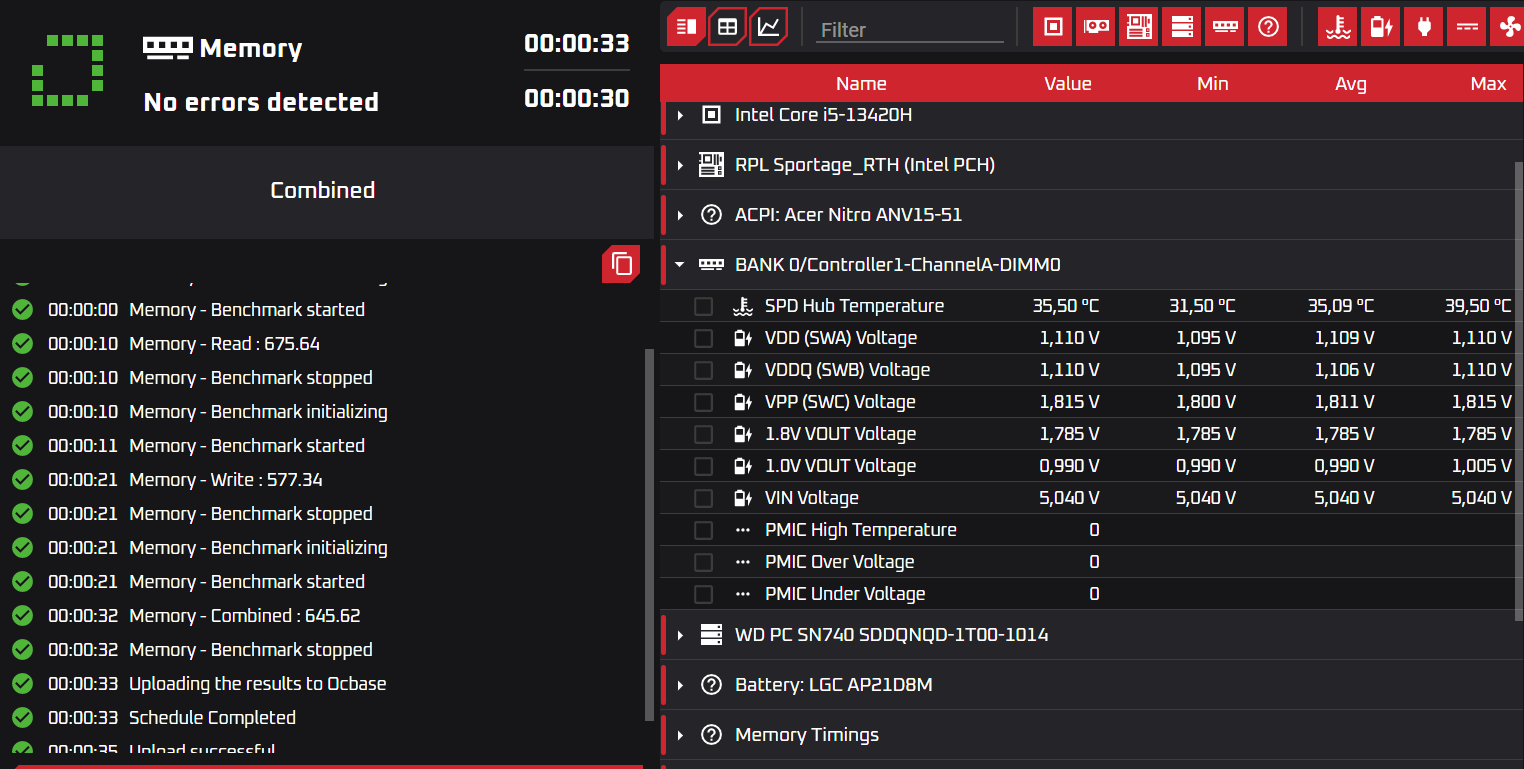 Memory
00:00:33
No errors detected
00:00:30
Combined
00:00:00 Memory - Benchmark started
00:00:10 Memory - Read : 675.64
00:00:10 Memory - Benchmark stopped
00:00:10 Memory - Benchmark initializing
00:00:11 Memory - Benchmark started
00:00:21 Memory - Write : 577.34
00:00:21 Memory - Benchmark stopped
00:00:21 Memory - Benchmark initializing
00:00:21 Memory - Benchmark started
00:00:32 Memory - Combined : 645.62
00:00:32 Memory - Benchmark stopped
00:00:33 Uploading the results to Ocbase
00:00:33 Schedule Completed
00:00:35 Upload successful
Filter
Name Value Min Avg Max
Intel Core i5-13420H
RPL Sportage_RTH (Intel PCH)
ACPI: Acer Nitro ANV15-51
BANK 0/Controller1-ChannelA-DIMM0
SPD Hub Temperature 35,50 ºC 31,50 ºC 35,09 ºC 39,50 ºC
VDD (SWA) Voltage 1,110 V 1,095 V 1,109 V 1,110 V
VDDQ (SWB) Voltage 1,110 V 1,095 V 1,106 V 1,110 V
VPP (SWC) Voltage 1,815 V 1,800 V 1,811 V 1,815 V
1.8V VOUT Voltage 1,785 V 1,785 V 1,785 V 1,785 V
1.0V VOUT Voltage 0,990 V 0,990 V 0,990 V 1,005 V
VIN Voltage 5,040 V 5,040 V 5,040 V 5,040 V
PMIC High Temperature 0
PMIC Over Voltage 0
PMIC Under Voltage 0
WD PC SN740 SDDQNQD-1T00-1014
Battery: LGC AP21D8M
Memory Timings